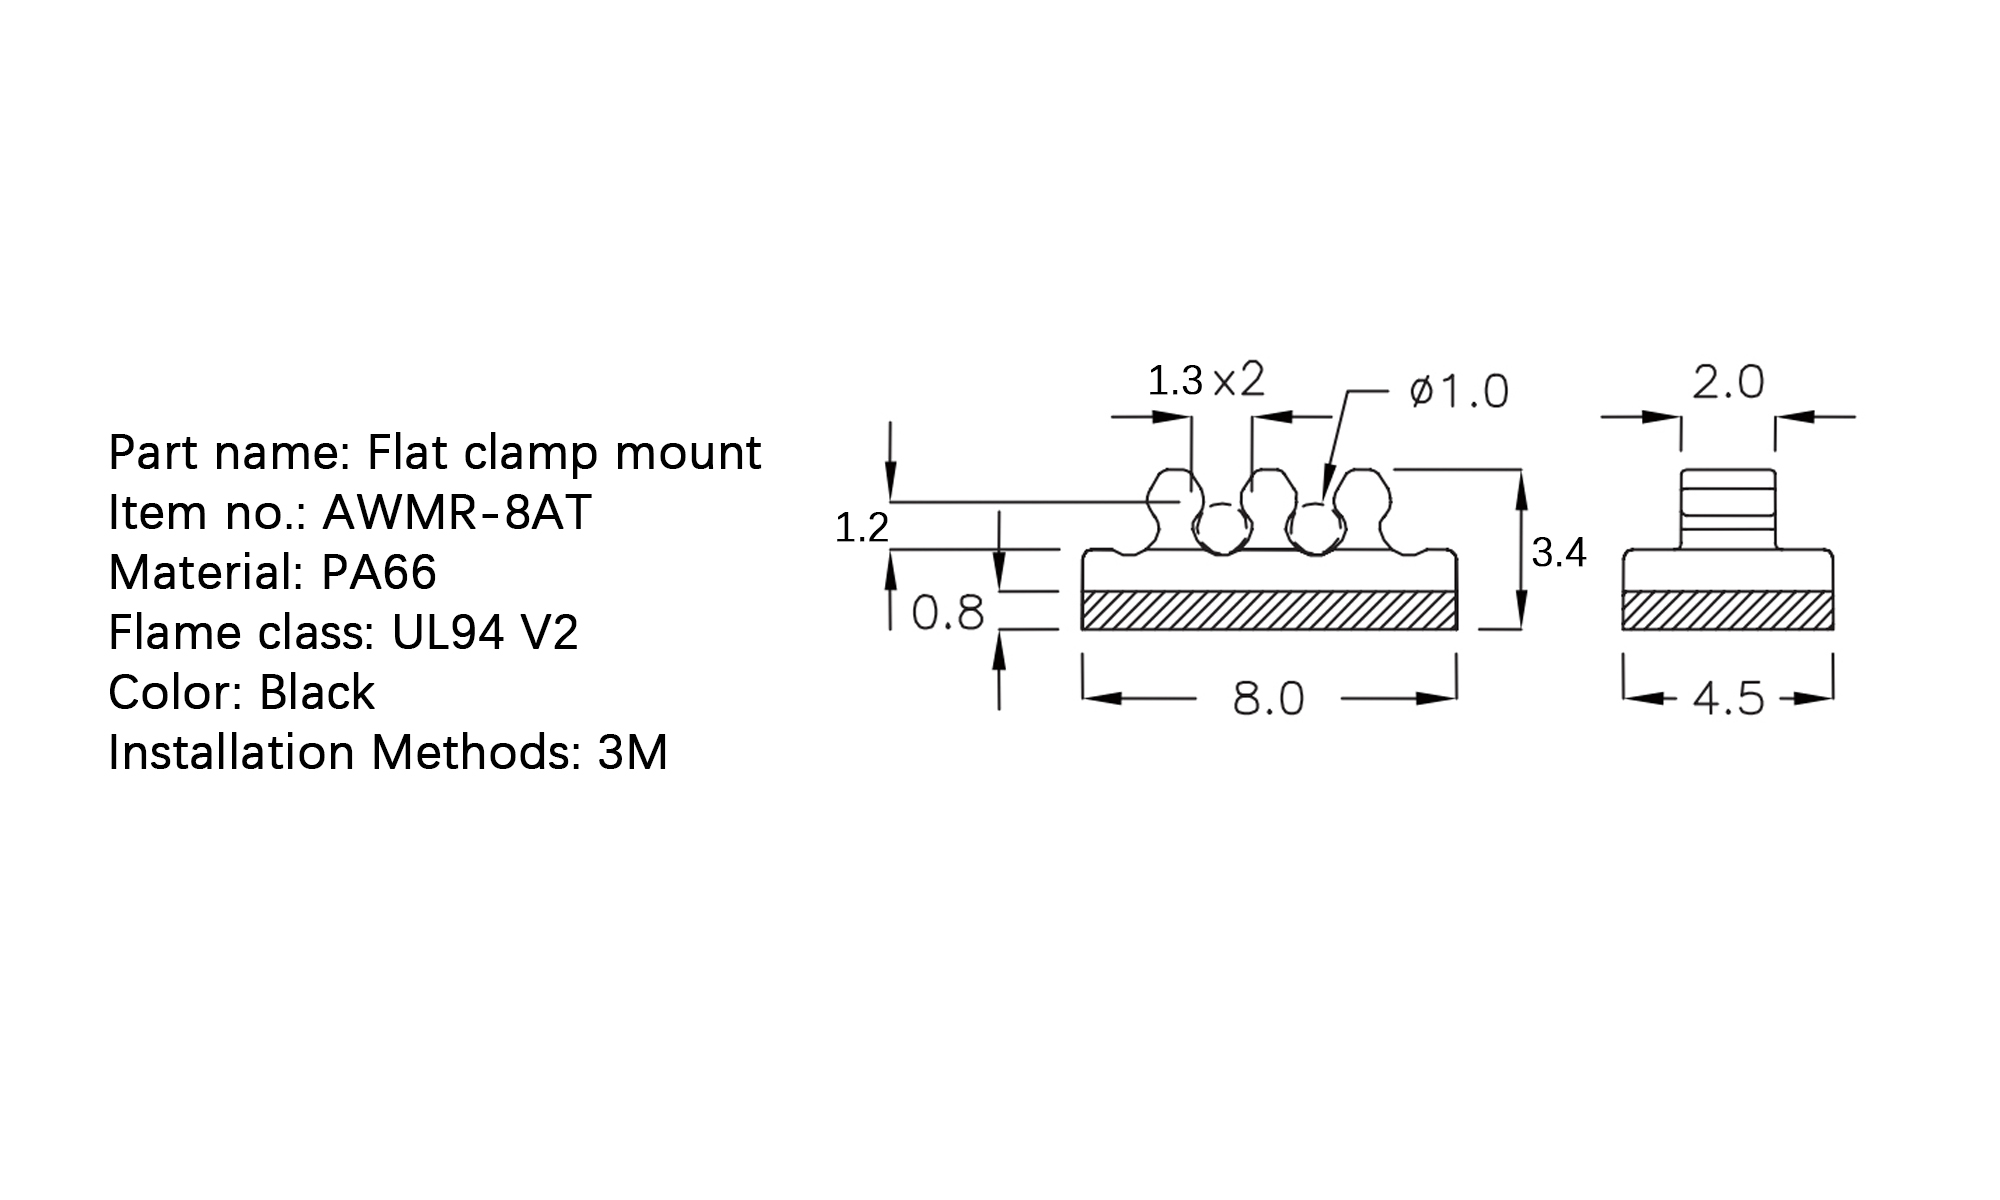 Part name: Flat clamp mount
Item no.: AWMR-8AT
Material: PA66
Flame class: UL94 V2
Color: Black
Installation Methods: 3M
1.3 x2
ø1.0
2.0
1.2
3.4
0.8
8.0
4.5